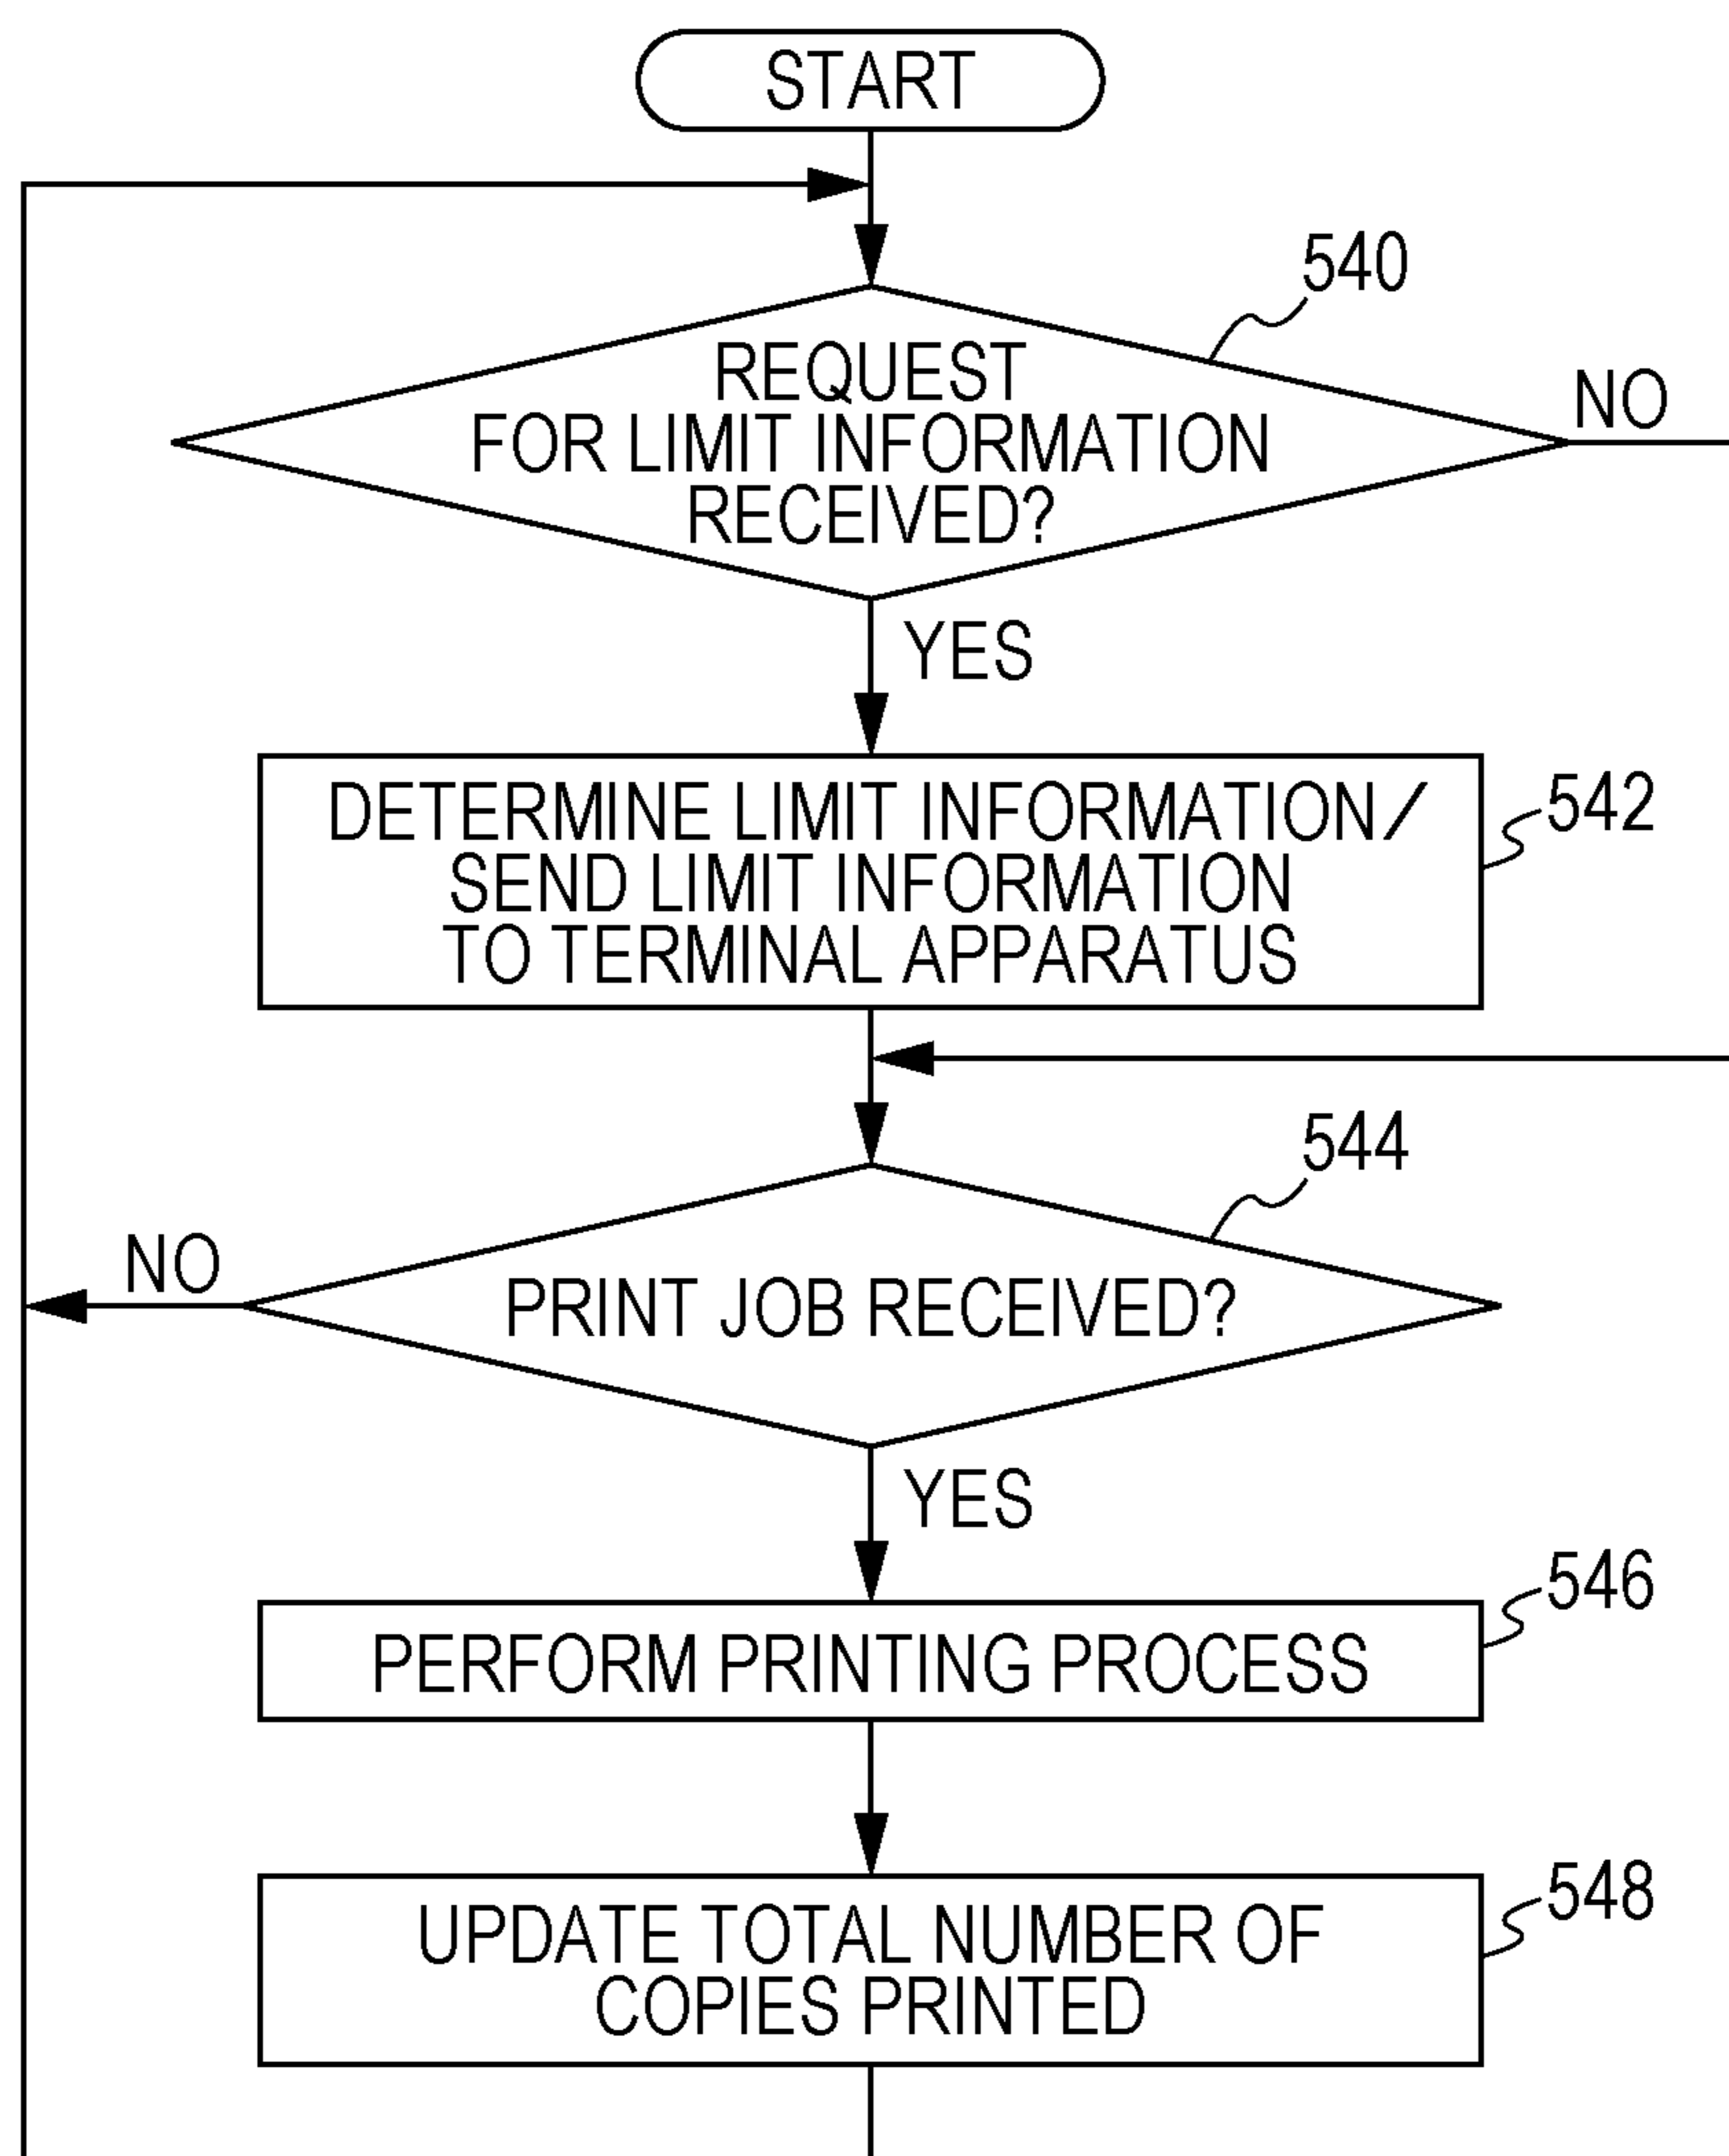 START
540
REQUEST
FOR LIMIT INFORMATION
RECEIVED?
NO
YES
DETERMINE LIMIT INFORMATION/
SEND LIMIT INFORMATION
TO TERMINAL APPARATUS
542
544
NO
PRINT JOB RECEIVED?
YES
546
PERFORM PRINTING PROCESS
548
UPDATE TOTAL NUMBER OF
COPIES PRINTED